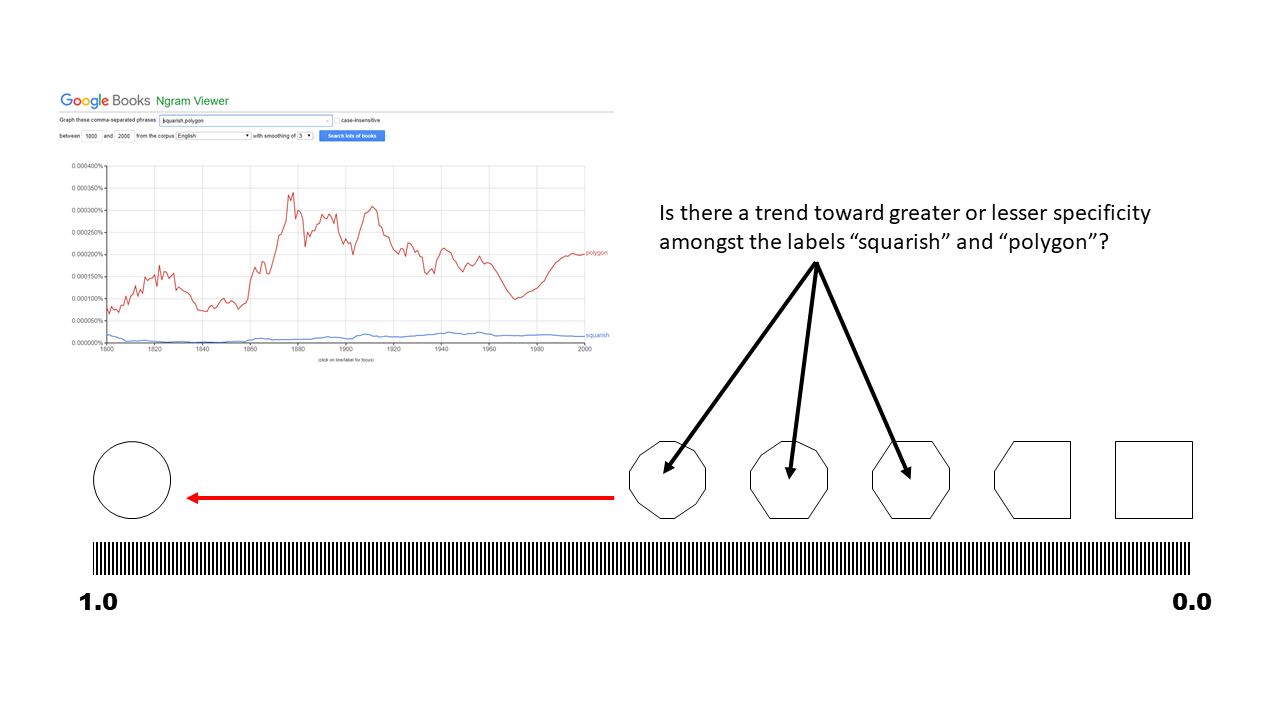 Google Books Ngram Viewer
Graph these comma-separated phrases: squarish,polygon case-insensitive
between 1800 and 2000 from the corpus English with smoothing of 3 Search lots of books
0.000400%
0.000350%
0.000300%
0.000250%
0.000200%
0.000150%
0.000100%
0.000050%
0.000000%
polygon
squarish
1800 1820 1840 1860 1880 1900 1920 1940 1960 1980 2000
(click on line/label for focus)
Is there a trend toward greater or lesser specificity
amongst the labels “squarish” and “polygon”?
1.0 0.0